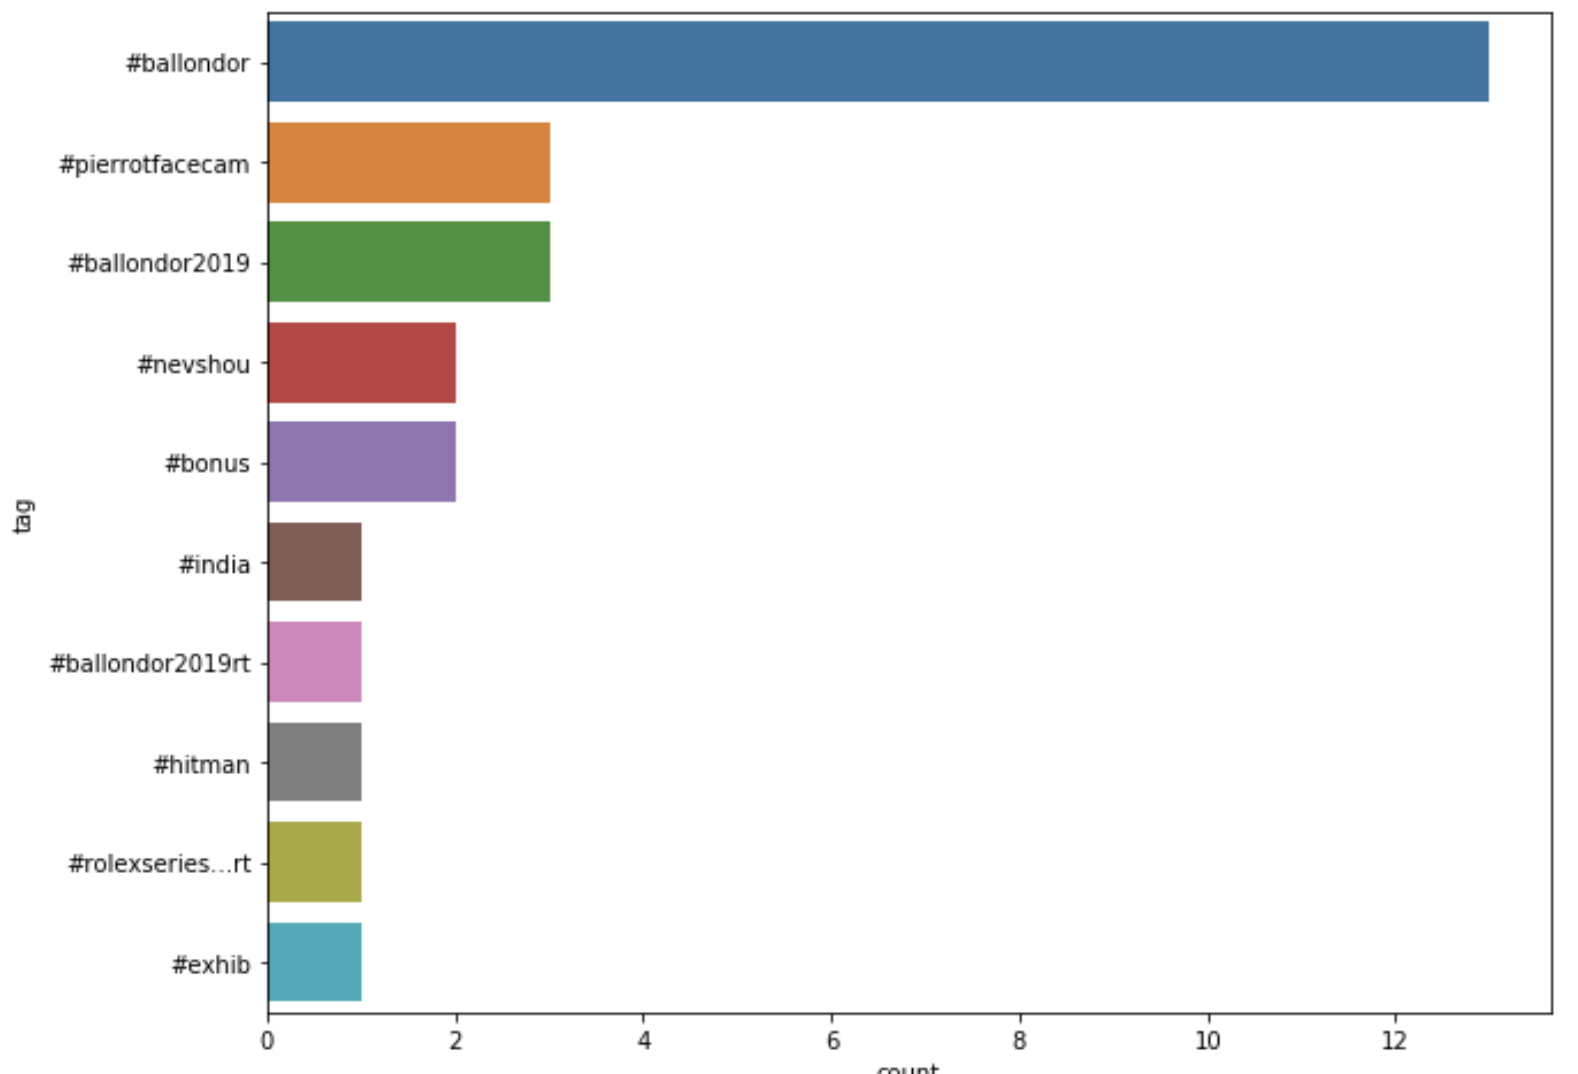 #ballondor
#pierrotfacecam
#ballondor2019
#nevshou
#bonus
#india
#ballondor2019rt
#hitman
#rolexseries...rt
#exhib
tag
0 2 4 6 8 10 12
count